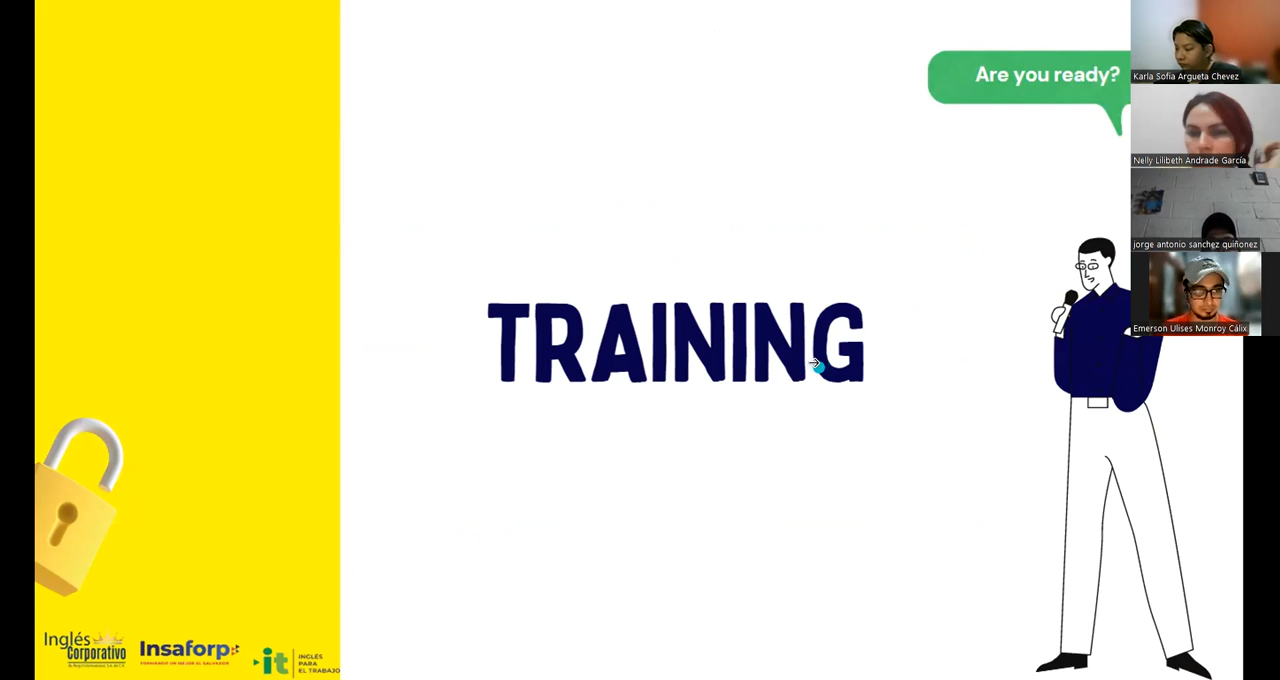 Are you ready?
Karla Sofia Argueta Chevez
Nelly Lilibeth Andrade García
jorge antonio sanchez quiñonez
Emerson Ulises Monroy Cálix
TRAINING
Inglés
Corporativo
Insaforp
FORMANDO UN MEJOR EL SALVADOR
it
INGLÉS
PARA
EL TRABAJO